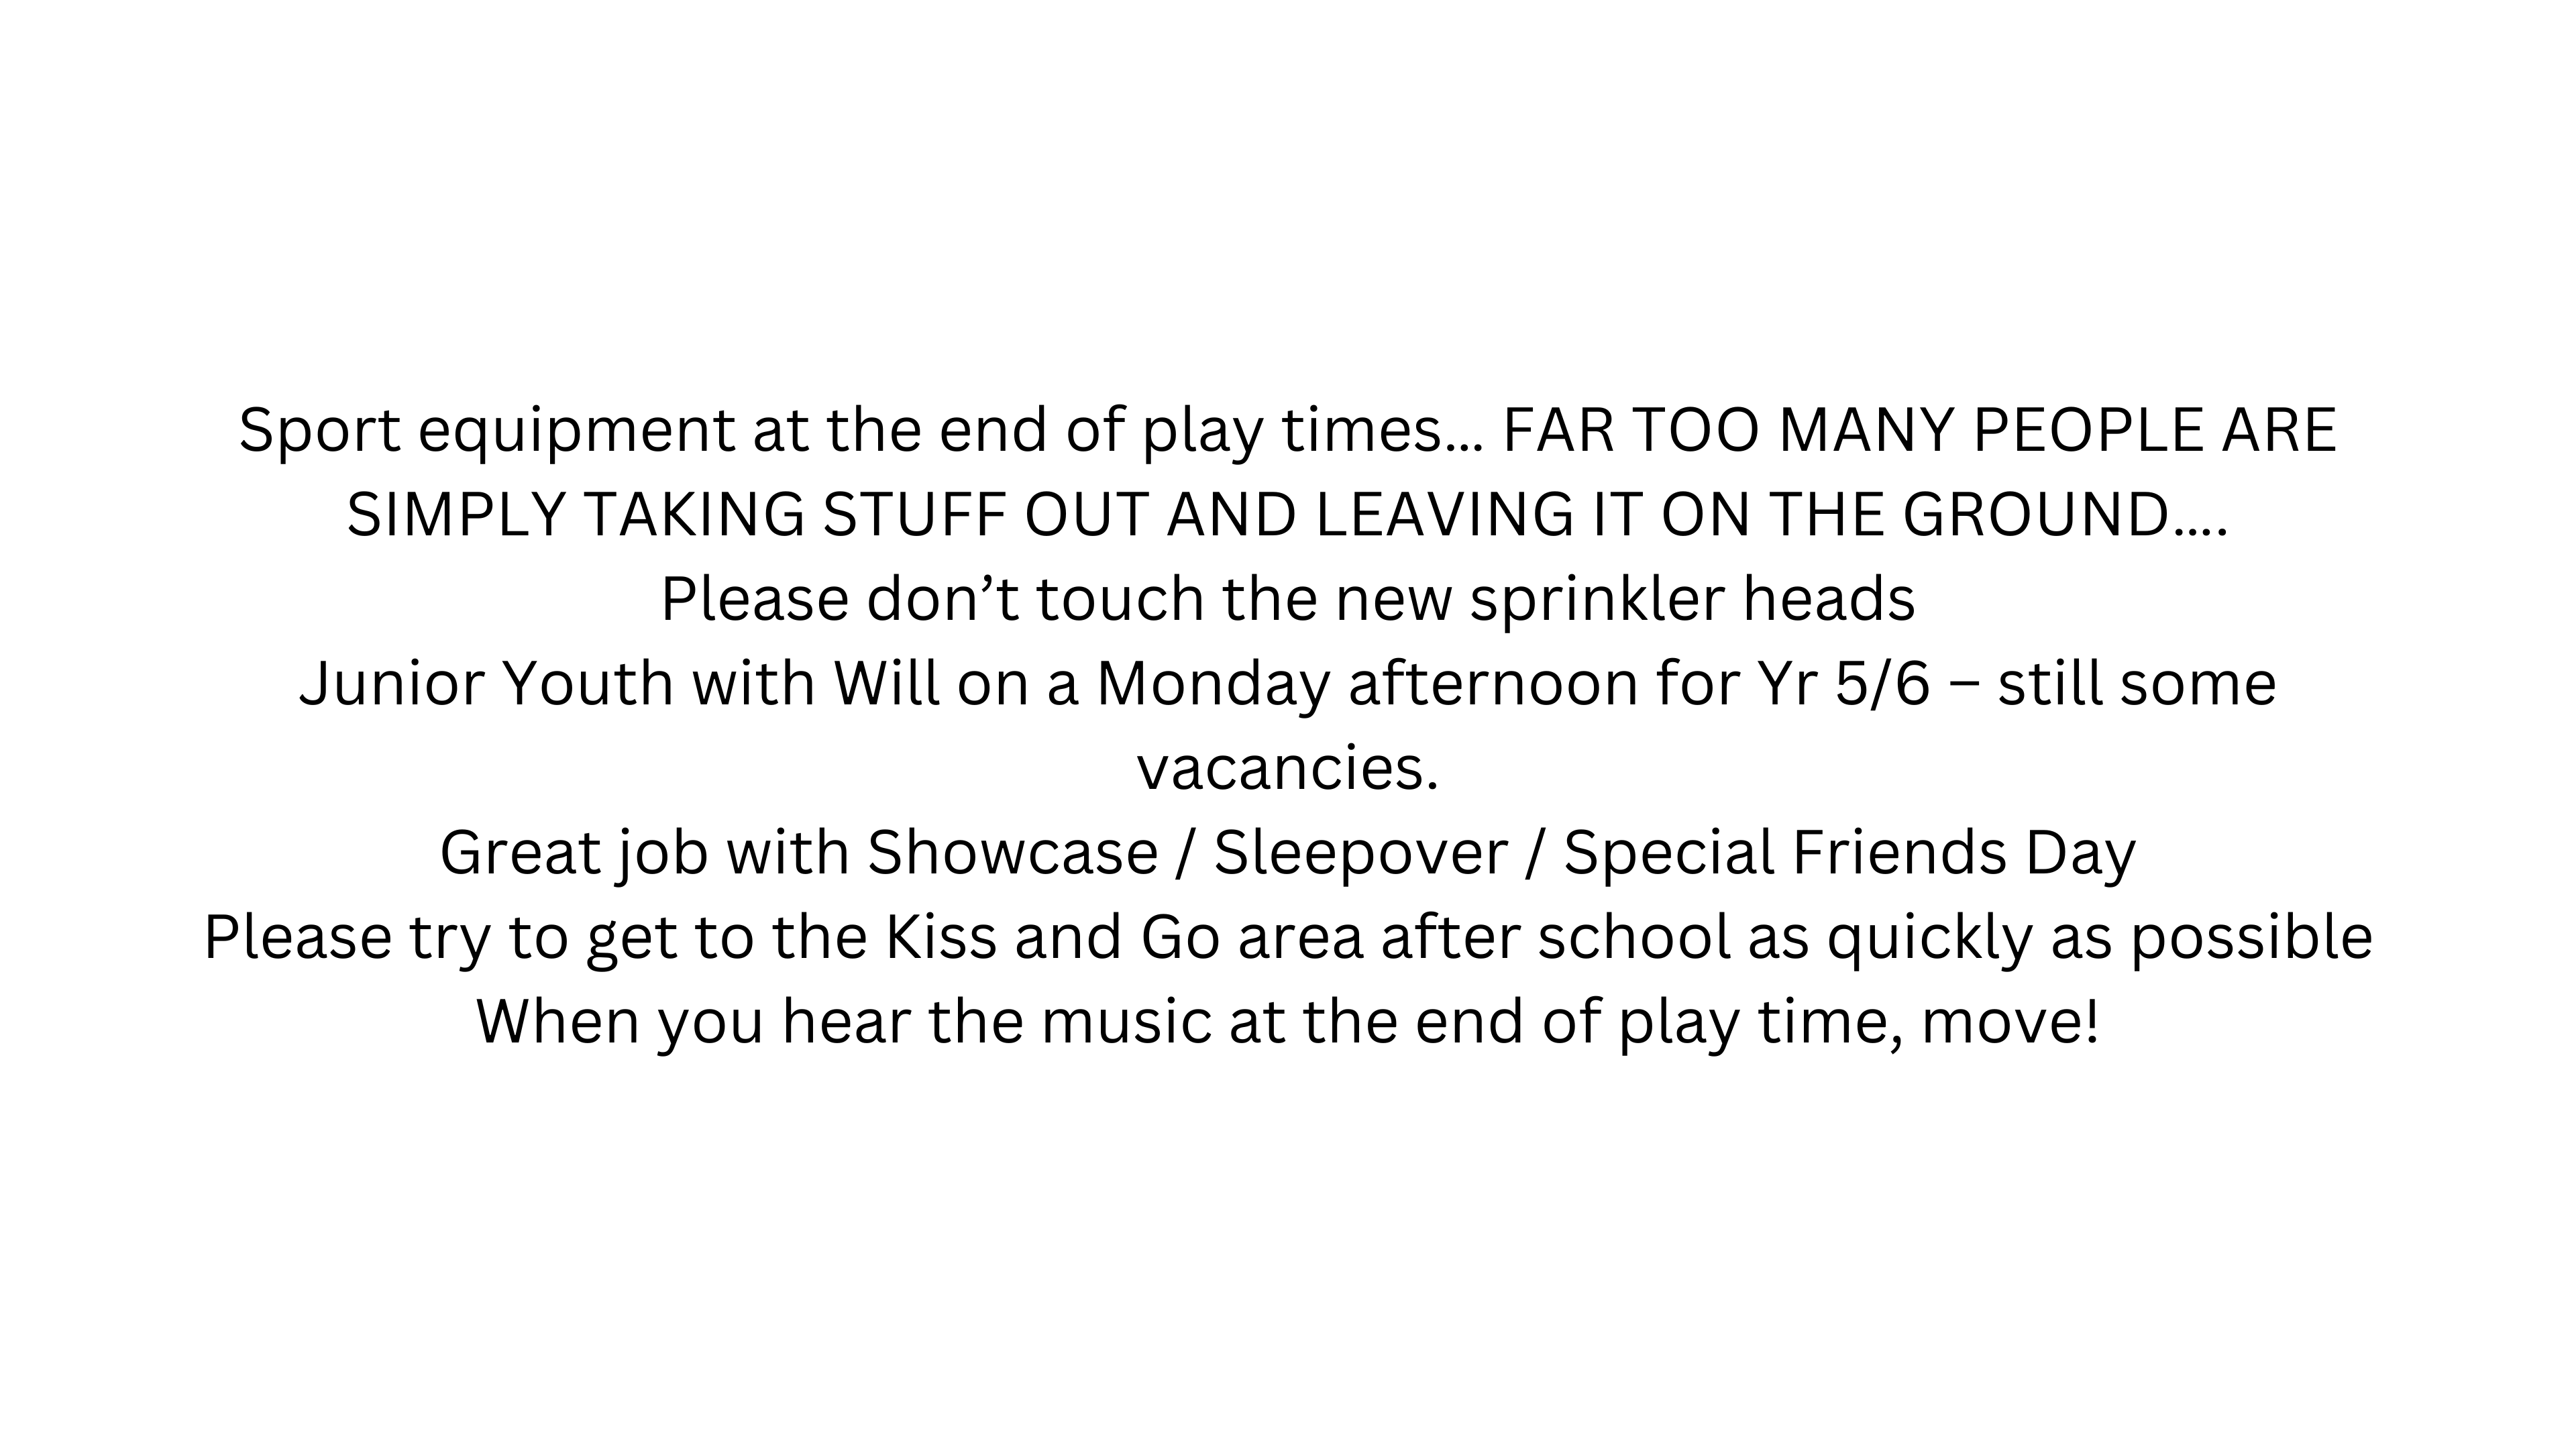 Sport equipment at the end of play times... FAR TOO MANY PEOPLE ARE
SIMPLY TAKING STUFF OUT AND LEAVING IT ON THE GROUND....
Please don’t touch the new sprinkler heads
Junior Youth with Will on a Monday afternoon for Yr 5/6 – still some
vacancies.
Great job with Showcase / Sleepover / Special Friends Day
Please try to get to the Kiss and Go area after school as quickly as possible
When you hear the music at the end of play time, move!